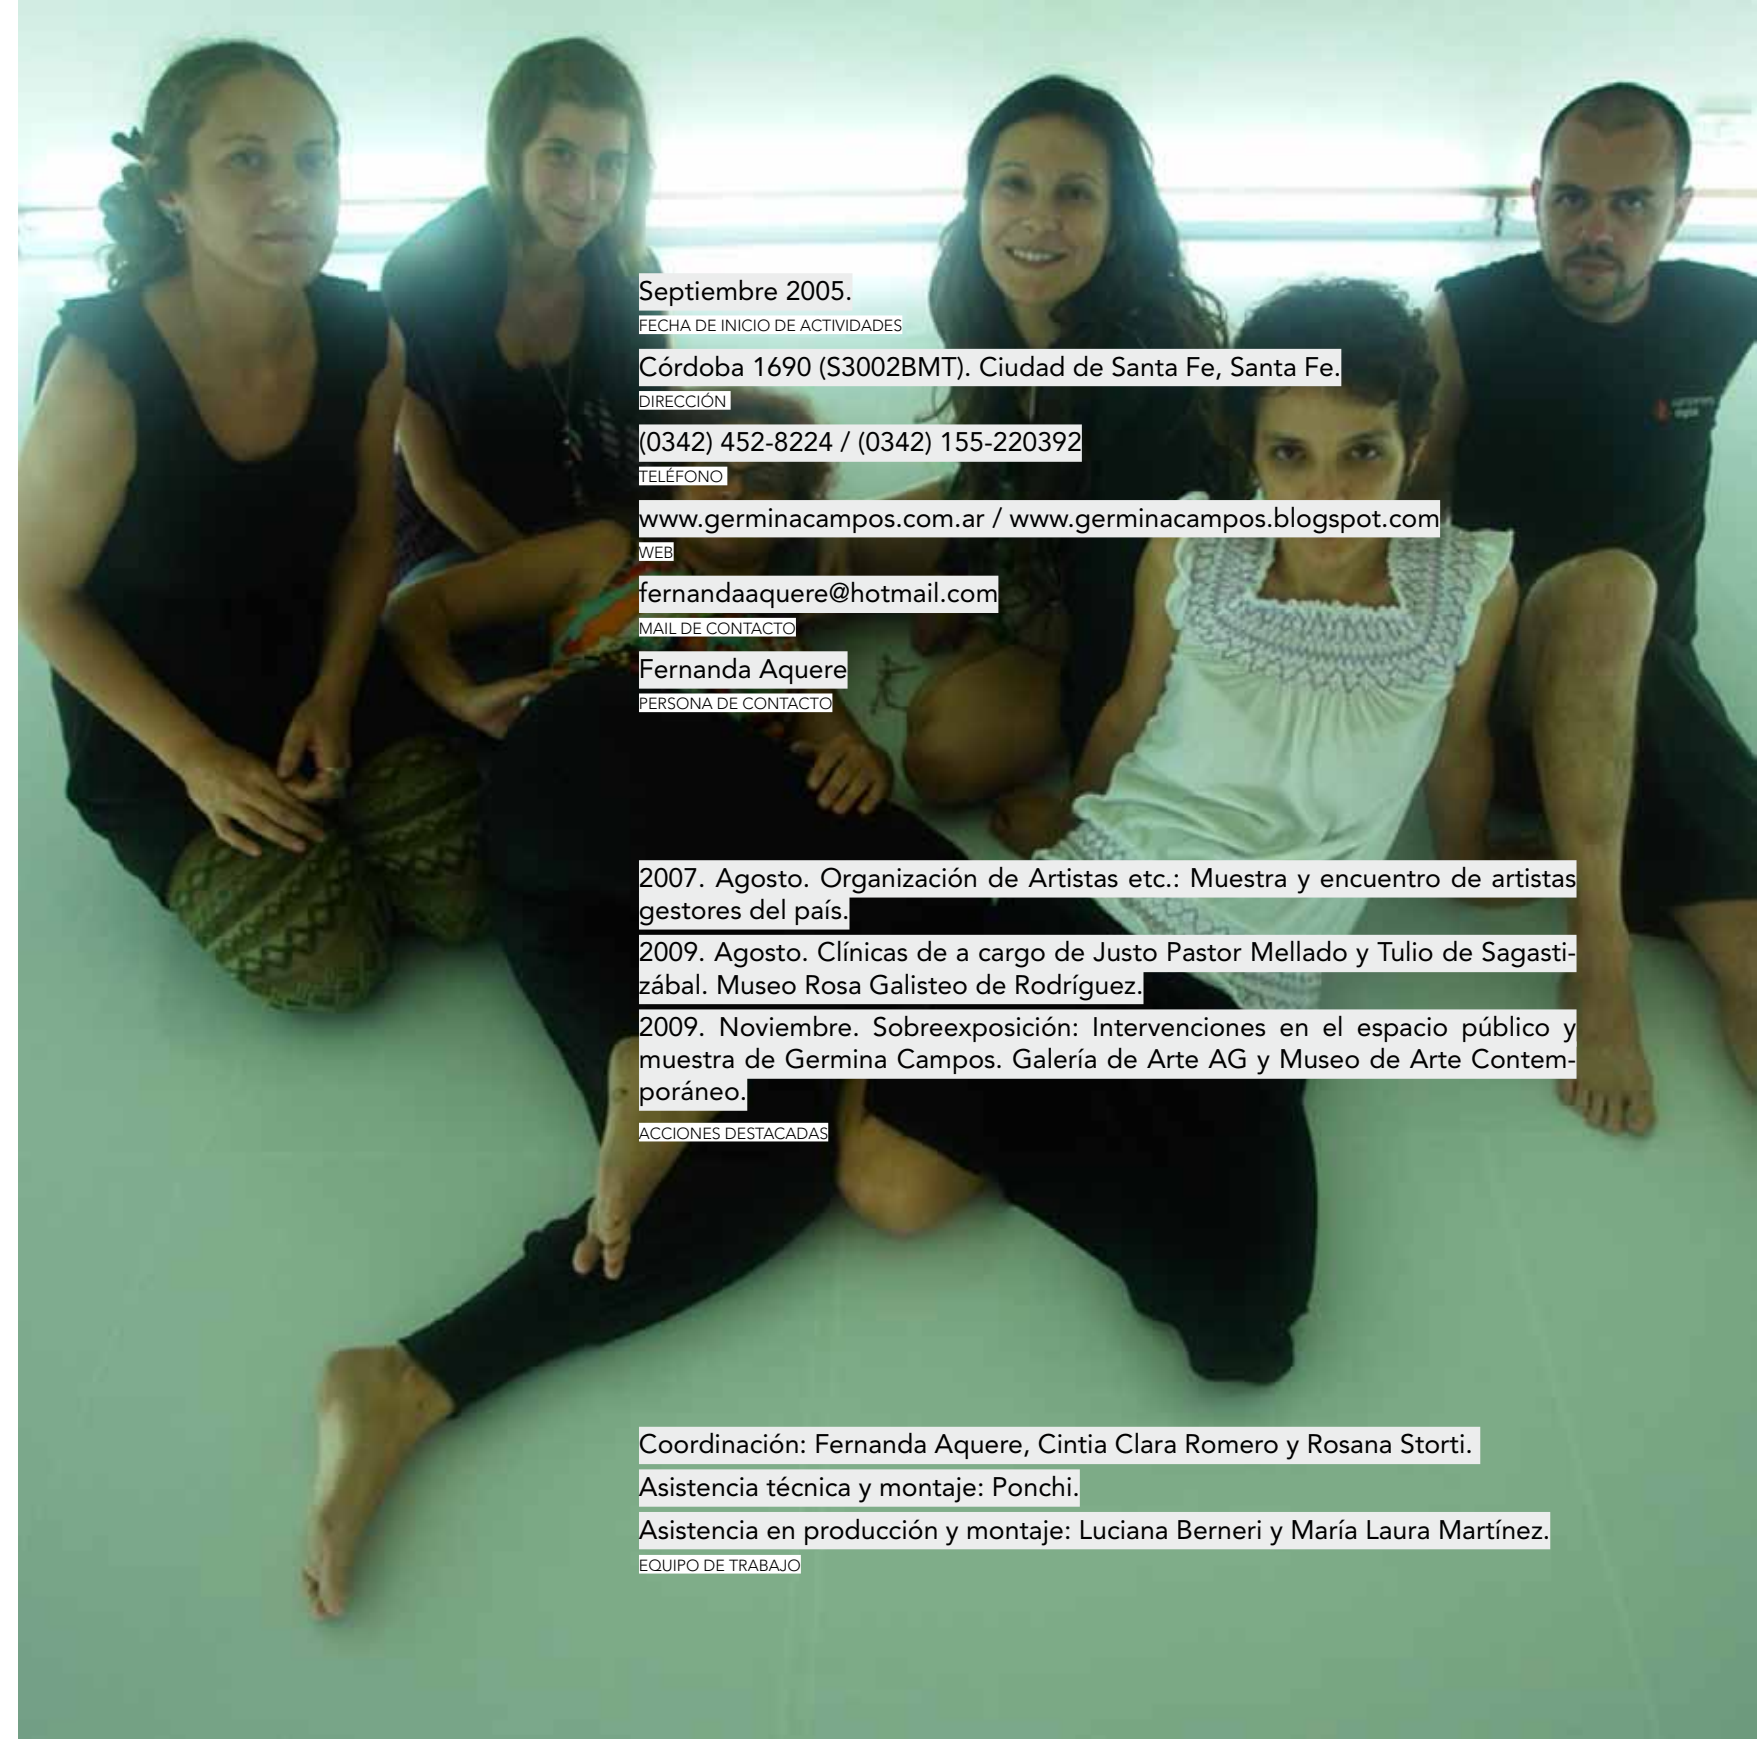 Septiembre 2005.
FECHA DE INICIO DE ACTIVIDADES
Córdoba 1690 (S3002BMT). Ciudad de Santa Fe, Santa Fe.
DIRECCIÓN
(0342) 452-8224 / (0342) 155-220392
TELÉFONO
www.germinacampos.com.ar / www.germinacampos.blogspot.com
WEB
fernandaaquere@hotmail.com
MAIL DE CONTACTO
Fernanda Aquere
PERSONA DE CONTACTO
2007. Agosto. Organización de Artistas etc.: Muestra y encuentro de artistas
gestores del país.
2009. Agosto. Clínicas de a cargo de Justo Pastor Mellado y Tulio de Sagasti-
zábal. Museo Rosa Galisteo de Rodríguez.
2009. Noviembre. Sobreexposición: Intervenciones en el espacio público y
muestra de Germina Campos. Galería de Arte AG y Museo de Arte Contem-
poráneo.
ACCIONES DESTACADAS
Coordinación: Fernanda Aquere, Cintia Clara Romero y Rosana Storti.
Asistencia técnica y montaje: Ponchi.
Asistencia en producción y montaje: Luciana Berneri y María Laura Martínez.
EQUIPO DE TRABAJO